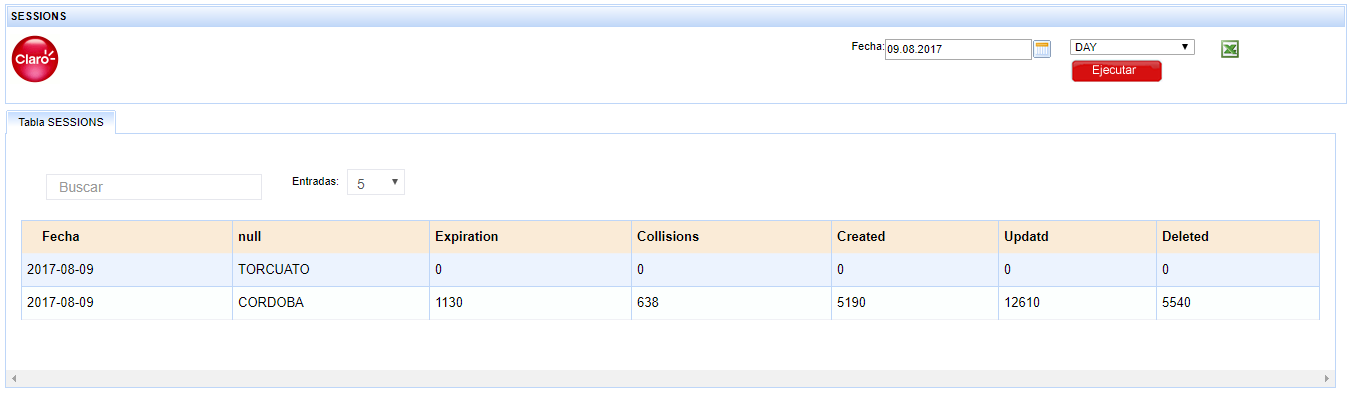 SESSIONS
Claro
Fecha: 09.08.2017 DAY
Ejecutar
Tabla SESSIONS
Buscar Entradas: 5
Fecha null Expiration Collisions Created Updatd Deleted
2017-08-09 TORCUATO 0 0 0 0 0
2017-08-09 CORDOBA 1130 638 5190 12610 5540